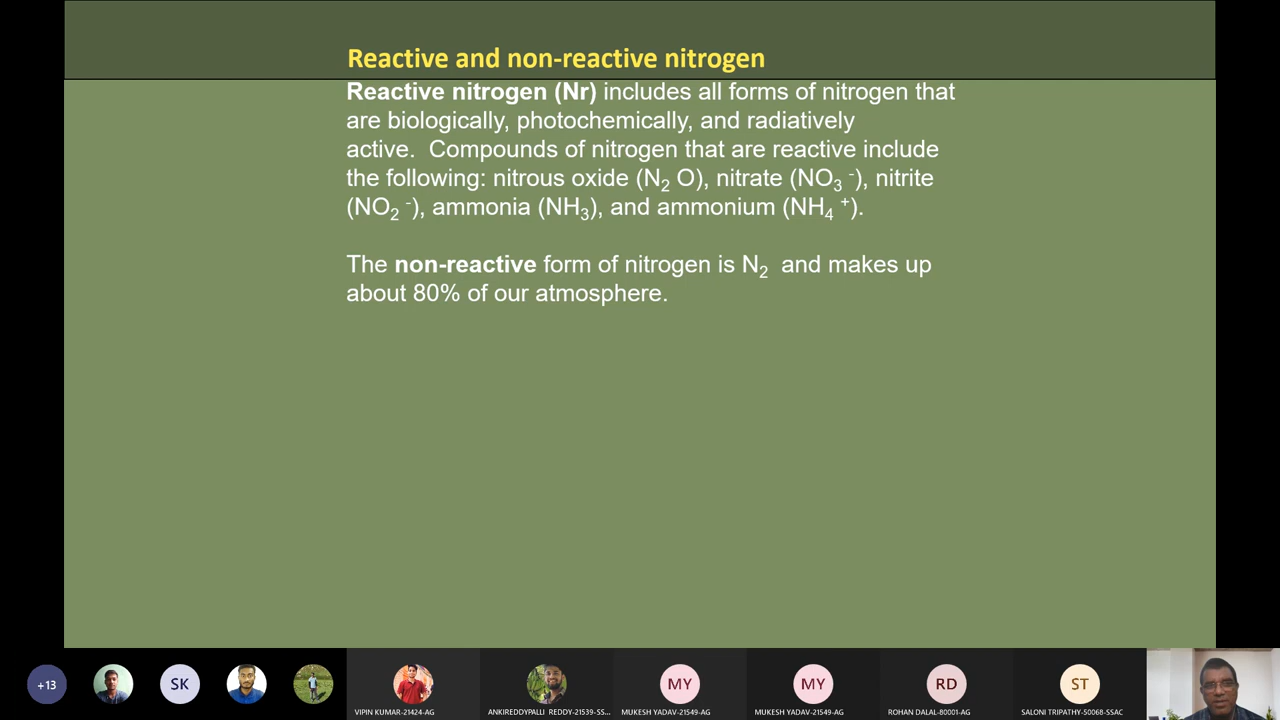 Reactive and non-reactive nitrogen
Reactive nitrogen (Nr) includes all forms of nitrogen that
are biologically, photochemically, and radiatively
active.  Compounds of nitrogen that are reactive include
the following: nitrous oxide (N₂ O), nitrate (NO₃ ⁻), nitrite
(NO₂ ⁻), ammonia (NH₃), and ammonium (NH₄ ⁺).
The non-reactive form of nitrogen is N₂  and makes up
about 80% of our atmosphere.
+13
SK
MY
MY
RD
ST
VIPIN KUMAR-21424-AG
ANKIREDDYPALLI REDDY-21539-SS...
MUKESH YADAV-21549-AG
MUKESH YADAV-21549-AG
ROHAN DALAL-80001-AG
SALONI TRIPATHY-50068-SSAC